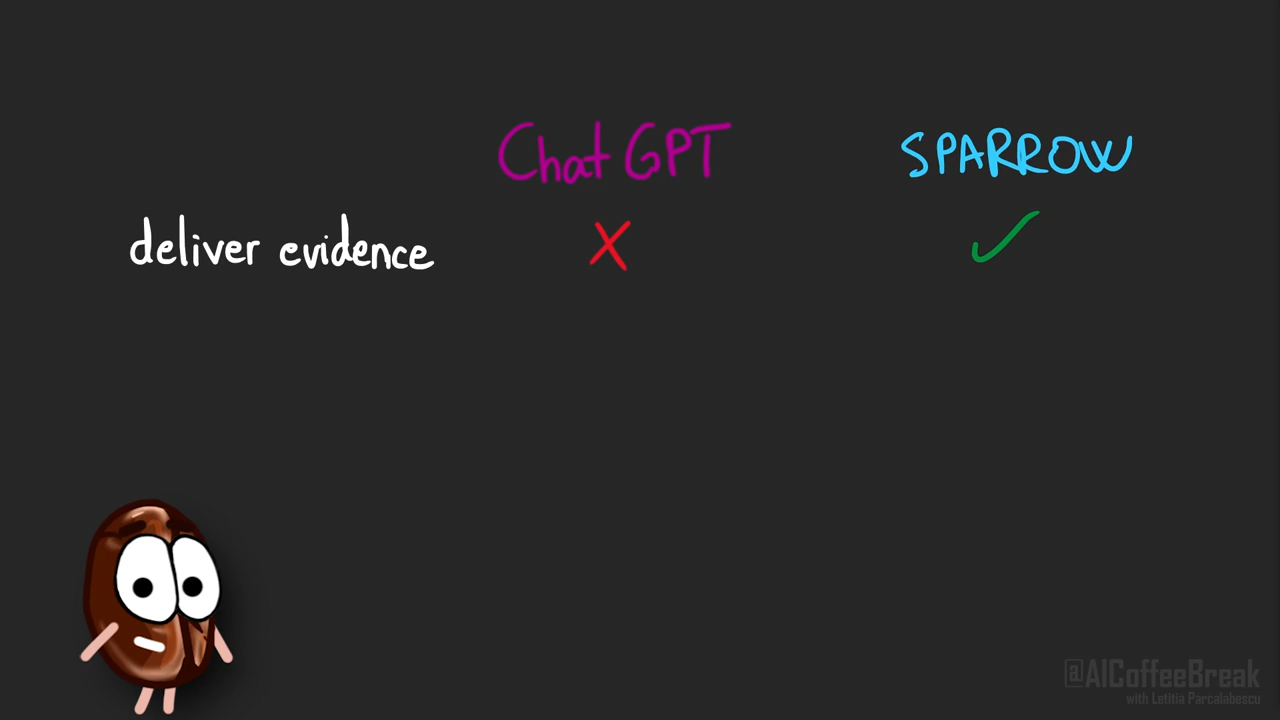 Chat GPT SPARROW
deliver evidence X ✓
@AICoffeeBreak
with Letitia Parcalabescu